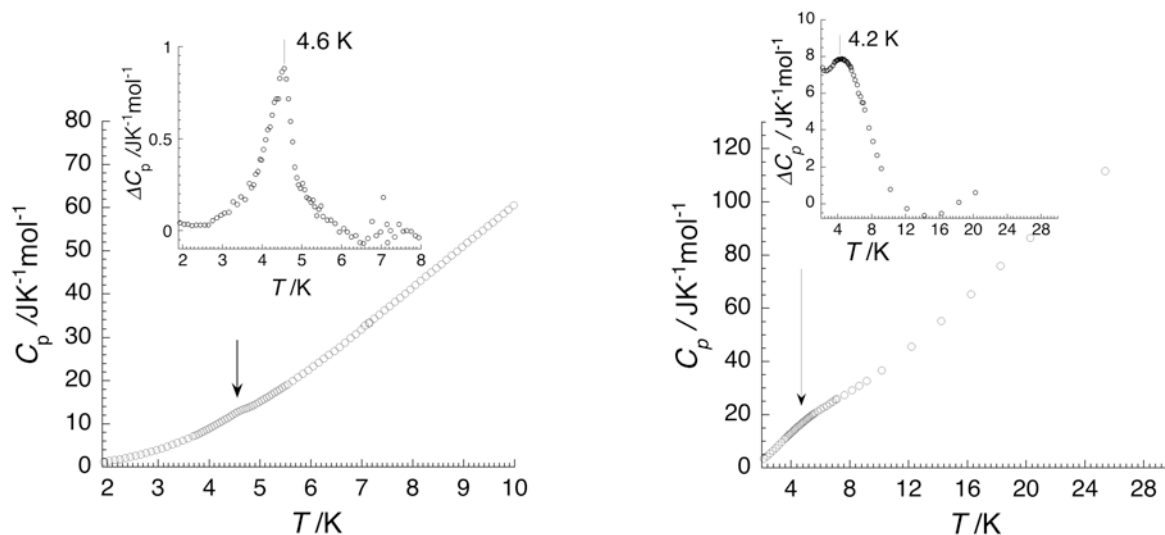 4.6 K
1
0.5
0
ΔCp /JK-1mol-1
2 3 4 5 6 7 8
T /K
80
70
60
50
40
30
20
10
0
Cp /JK-1mol-1
2 3 4 5 6 7 8 9 10
T /K
4.2 K
10
8
6
4
2
0
ΔCp / JK-1mol-1
4 8 12 16 20 24 28
T /K
120
100
80
60
40
20
0
Cp / JK-1mol-1
4 8 12 16 20 24 28
T /K